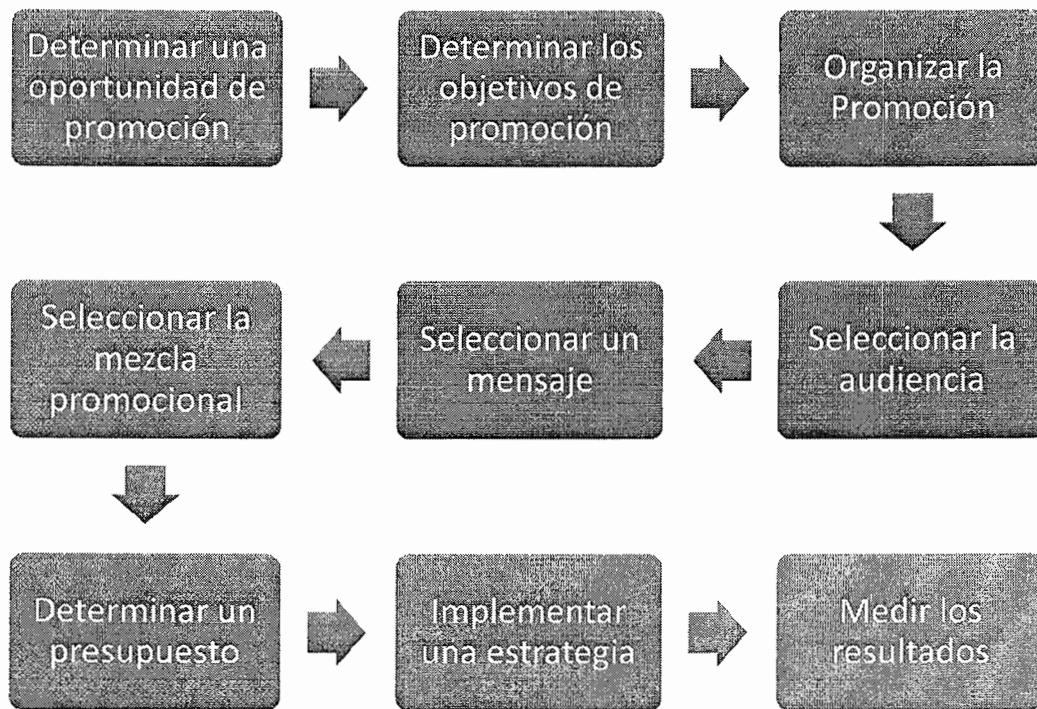 Determinar una
oportunidad de
promoción
Determinar los
objetivos de
promoción
Organizar la
Promoción
Seleccionar la
audiencia
Seleccionar un
mensaje
Seleccionar la
mezcla
promocional
Determinar un
presupuesto
Implementar
una estrategia
Medir los
resultados